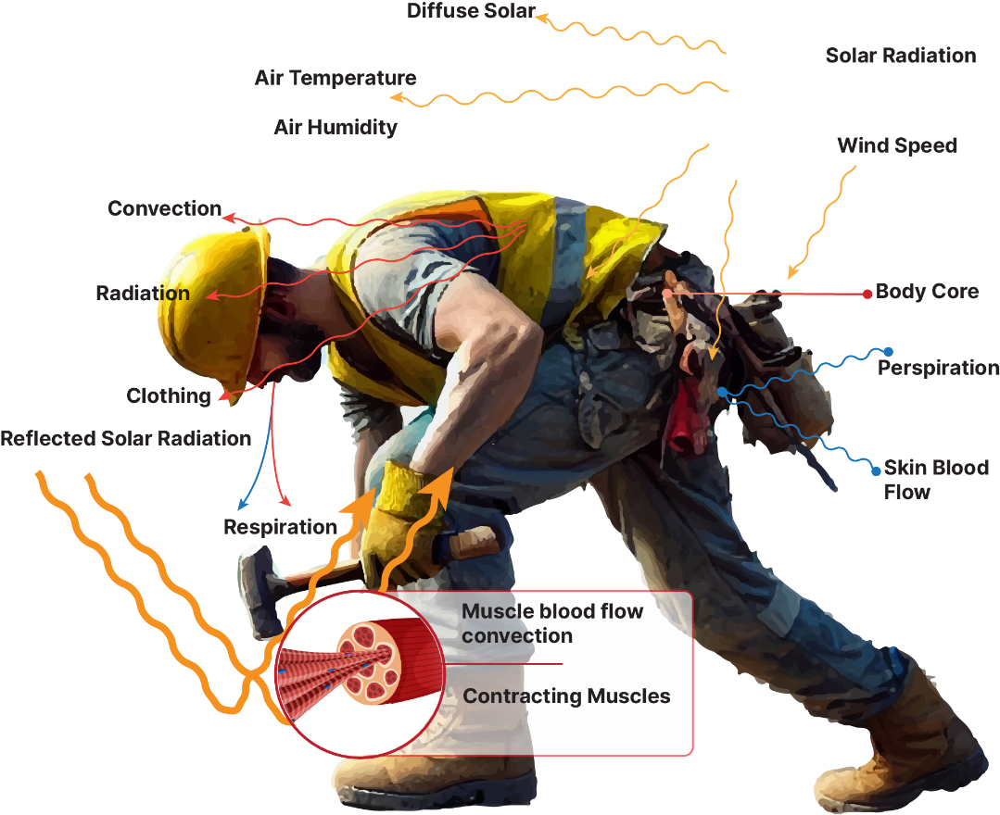 Diffuse Solar
Solar Radiation
Air Temperature
Air Humidity
Wind Speed
Convection
Radiation
Body Core
Perspiration
Clothing
Reflected Solar Radiation
Skin Blood
Flow
Respiration
Muscle blood flow
convection
Contracting Muscles